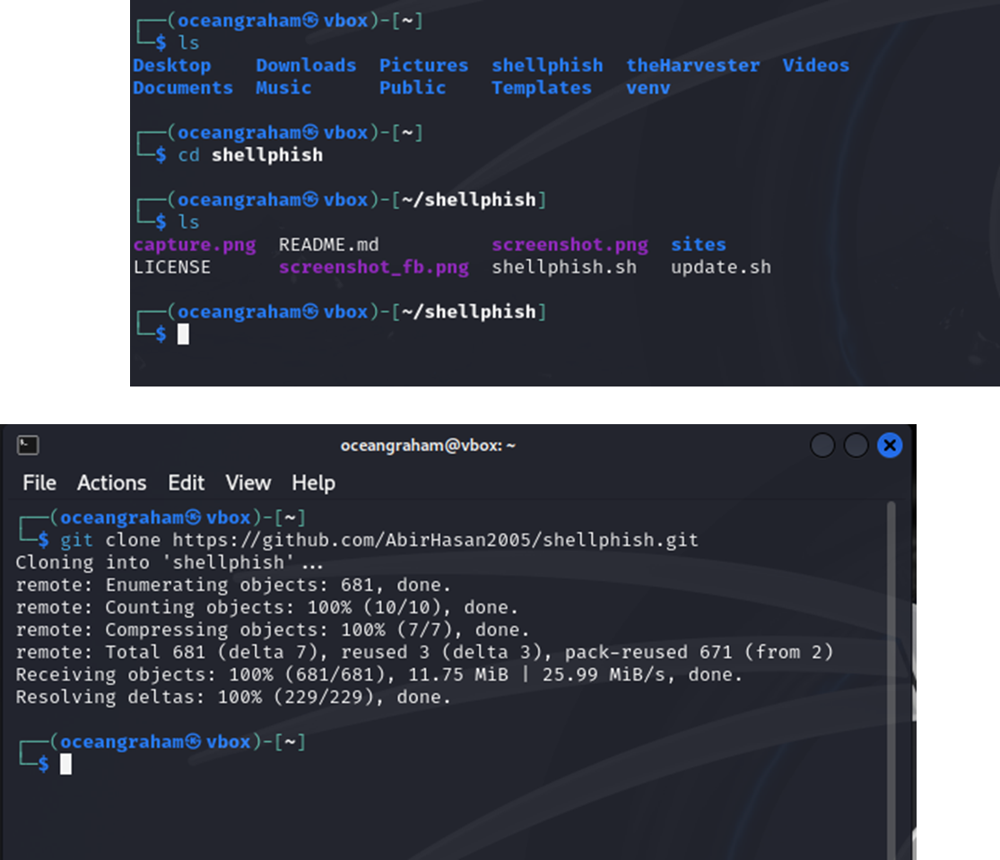 ┌──(oceangraham㉿vbox)-[~]
└─$ ls
Desktop Downloads Pictures shellphish theHarvester Videos
Documents Music Public Templates venv
┌──(oceangraham㉿vbox)-[~]
└─$ cd shellphish
┌──(oceangraham㉿vbox)-[~/shellphish]
└─$ ls
capture.png README.md screenshot.png sites
LICENSE screenshot_fb.png shellphish.sh update.sh
┌──(oceangraham㉿vbox)-[~/shellphish]
└─$
oceangraham@vbox: ~
File Actions Edit View Help
┌──(oceangraham㉿vbox)-[~]
└─$ git clone https://github.com/AbirHasan2005/shellphish.git
Cloning into 'shellphish'...
remote: Enumerating objects: 681, done.
remote: Counting objects: 100% (10/10), done.
remote: Compressing objects: 100% (7/7), done.
remote: Total 681 (delta 7), reused 3 (delta 3), pack-reused 671 (from 2)
Receiving objects: 100% (681/681), 11.75 MiB | 25.99 MiB/s, done.
Resolving deltas: 100% (229/229), done.
┌──(oceangraham㉿vbox)-[~]
└─$